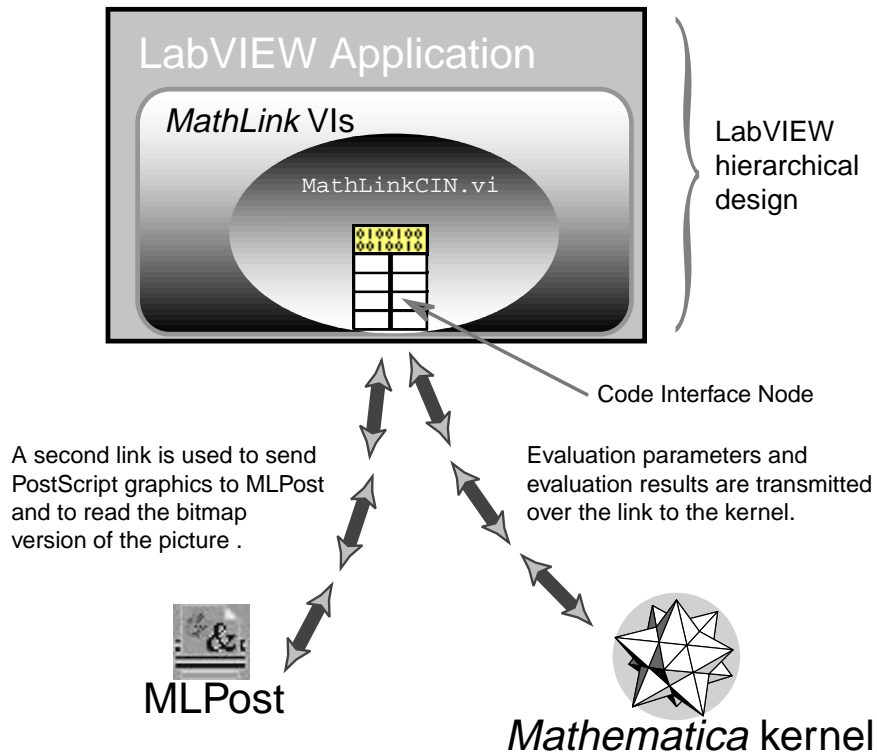 LabVIEW Application
MathLink VIs
MathLinkCIN.vi
0100100
0010010
LabVIEW
hierarchical
design
Code Interface Node
A second link is used to send
PostScript graphics to MLPost
and to read the bitmap
version of the picture .
Evaluation parameters and
evaluation results are transmitted
over the link to the kernel.
&
MLPost
Mathematica kernel